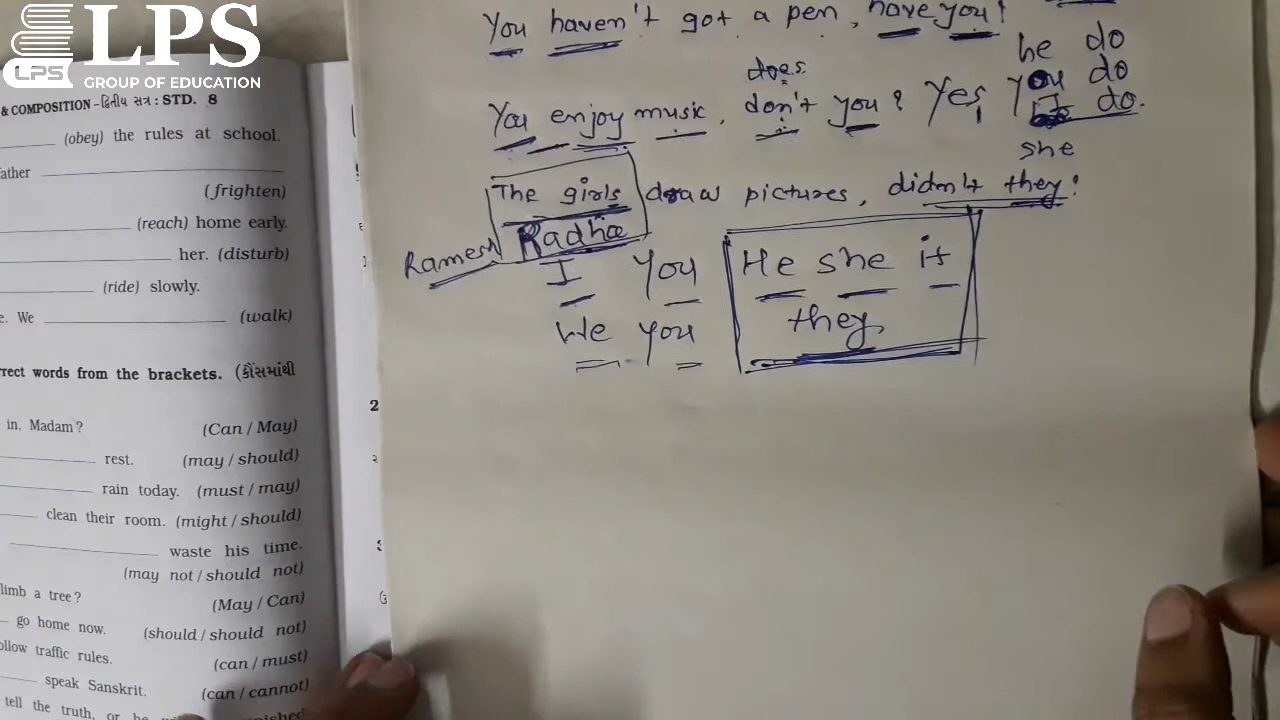 LPS
LPS
GROUP OF EDUCATION
& COMPOSITION – દ્વિતીય સત્ર : STD. 8
(obey) the rules at school.
(frighten)
(reach) home early.
her. (disturb)
(ride) slowly.
We (walk)
words from the brackets.
in. Madam? (Can / May)
rest. (may / should)
rain today. (must / may)
clean their room. (might / should)
waste his time.
(may not / should not)
a tree? (May / Can)
go home now. (should / should not)
traffic rules. (can / must)
speak Sanskrit. (can / cannot)
tell the truth, or
2
You haven't got a pen, have you?
he do
does
You enjoy music, don't you? Yes, you do
I do.
she
The girls draw pictures, didn't they?
Ramesh Radha
I You He she it
We you they